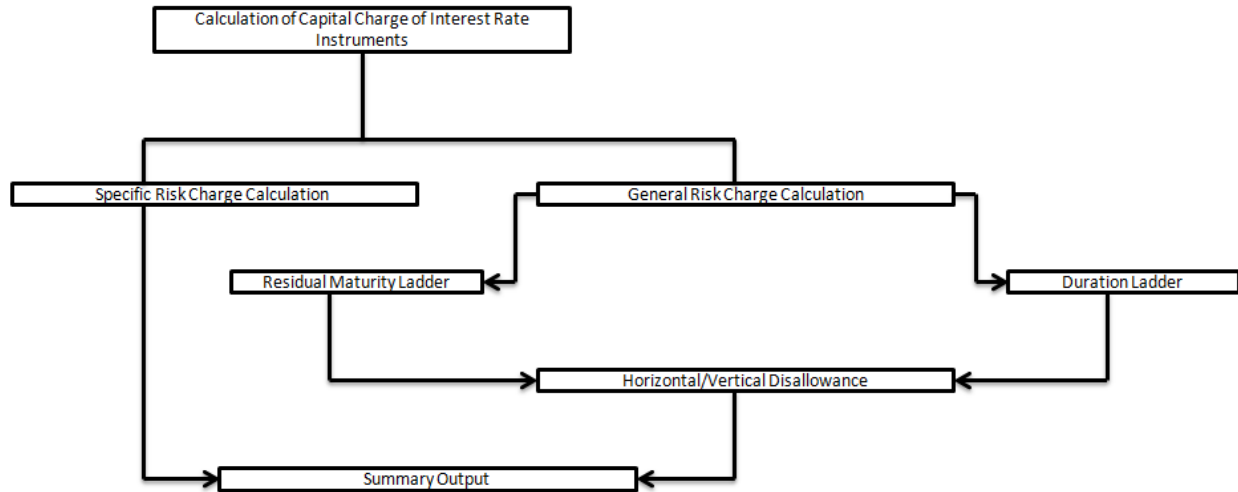 Calculation of Capital Charge of Interest Rate
Instruments
Specific Risk Charge Calculation
General Risk Charge Calculation
Residual Maturity Ladder
Duration Ladder
Horizontal/Vertical Disallowance
Summary Output